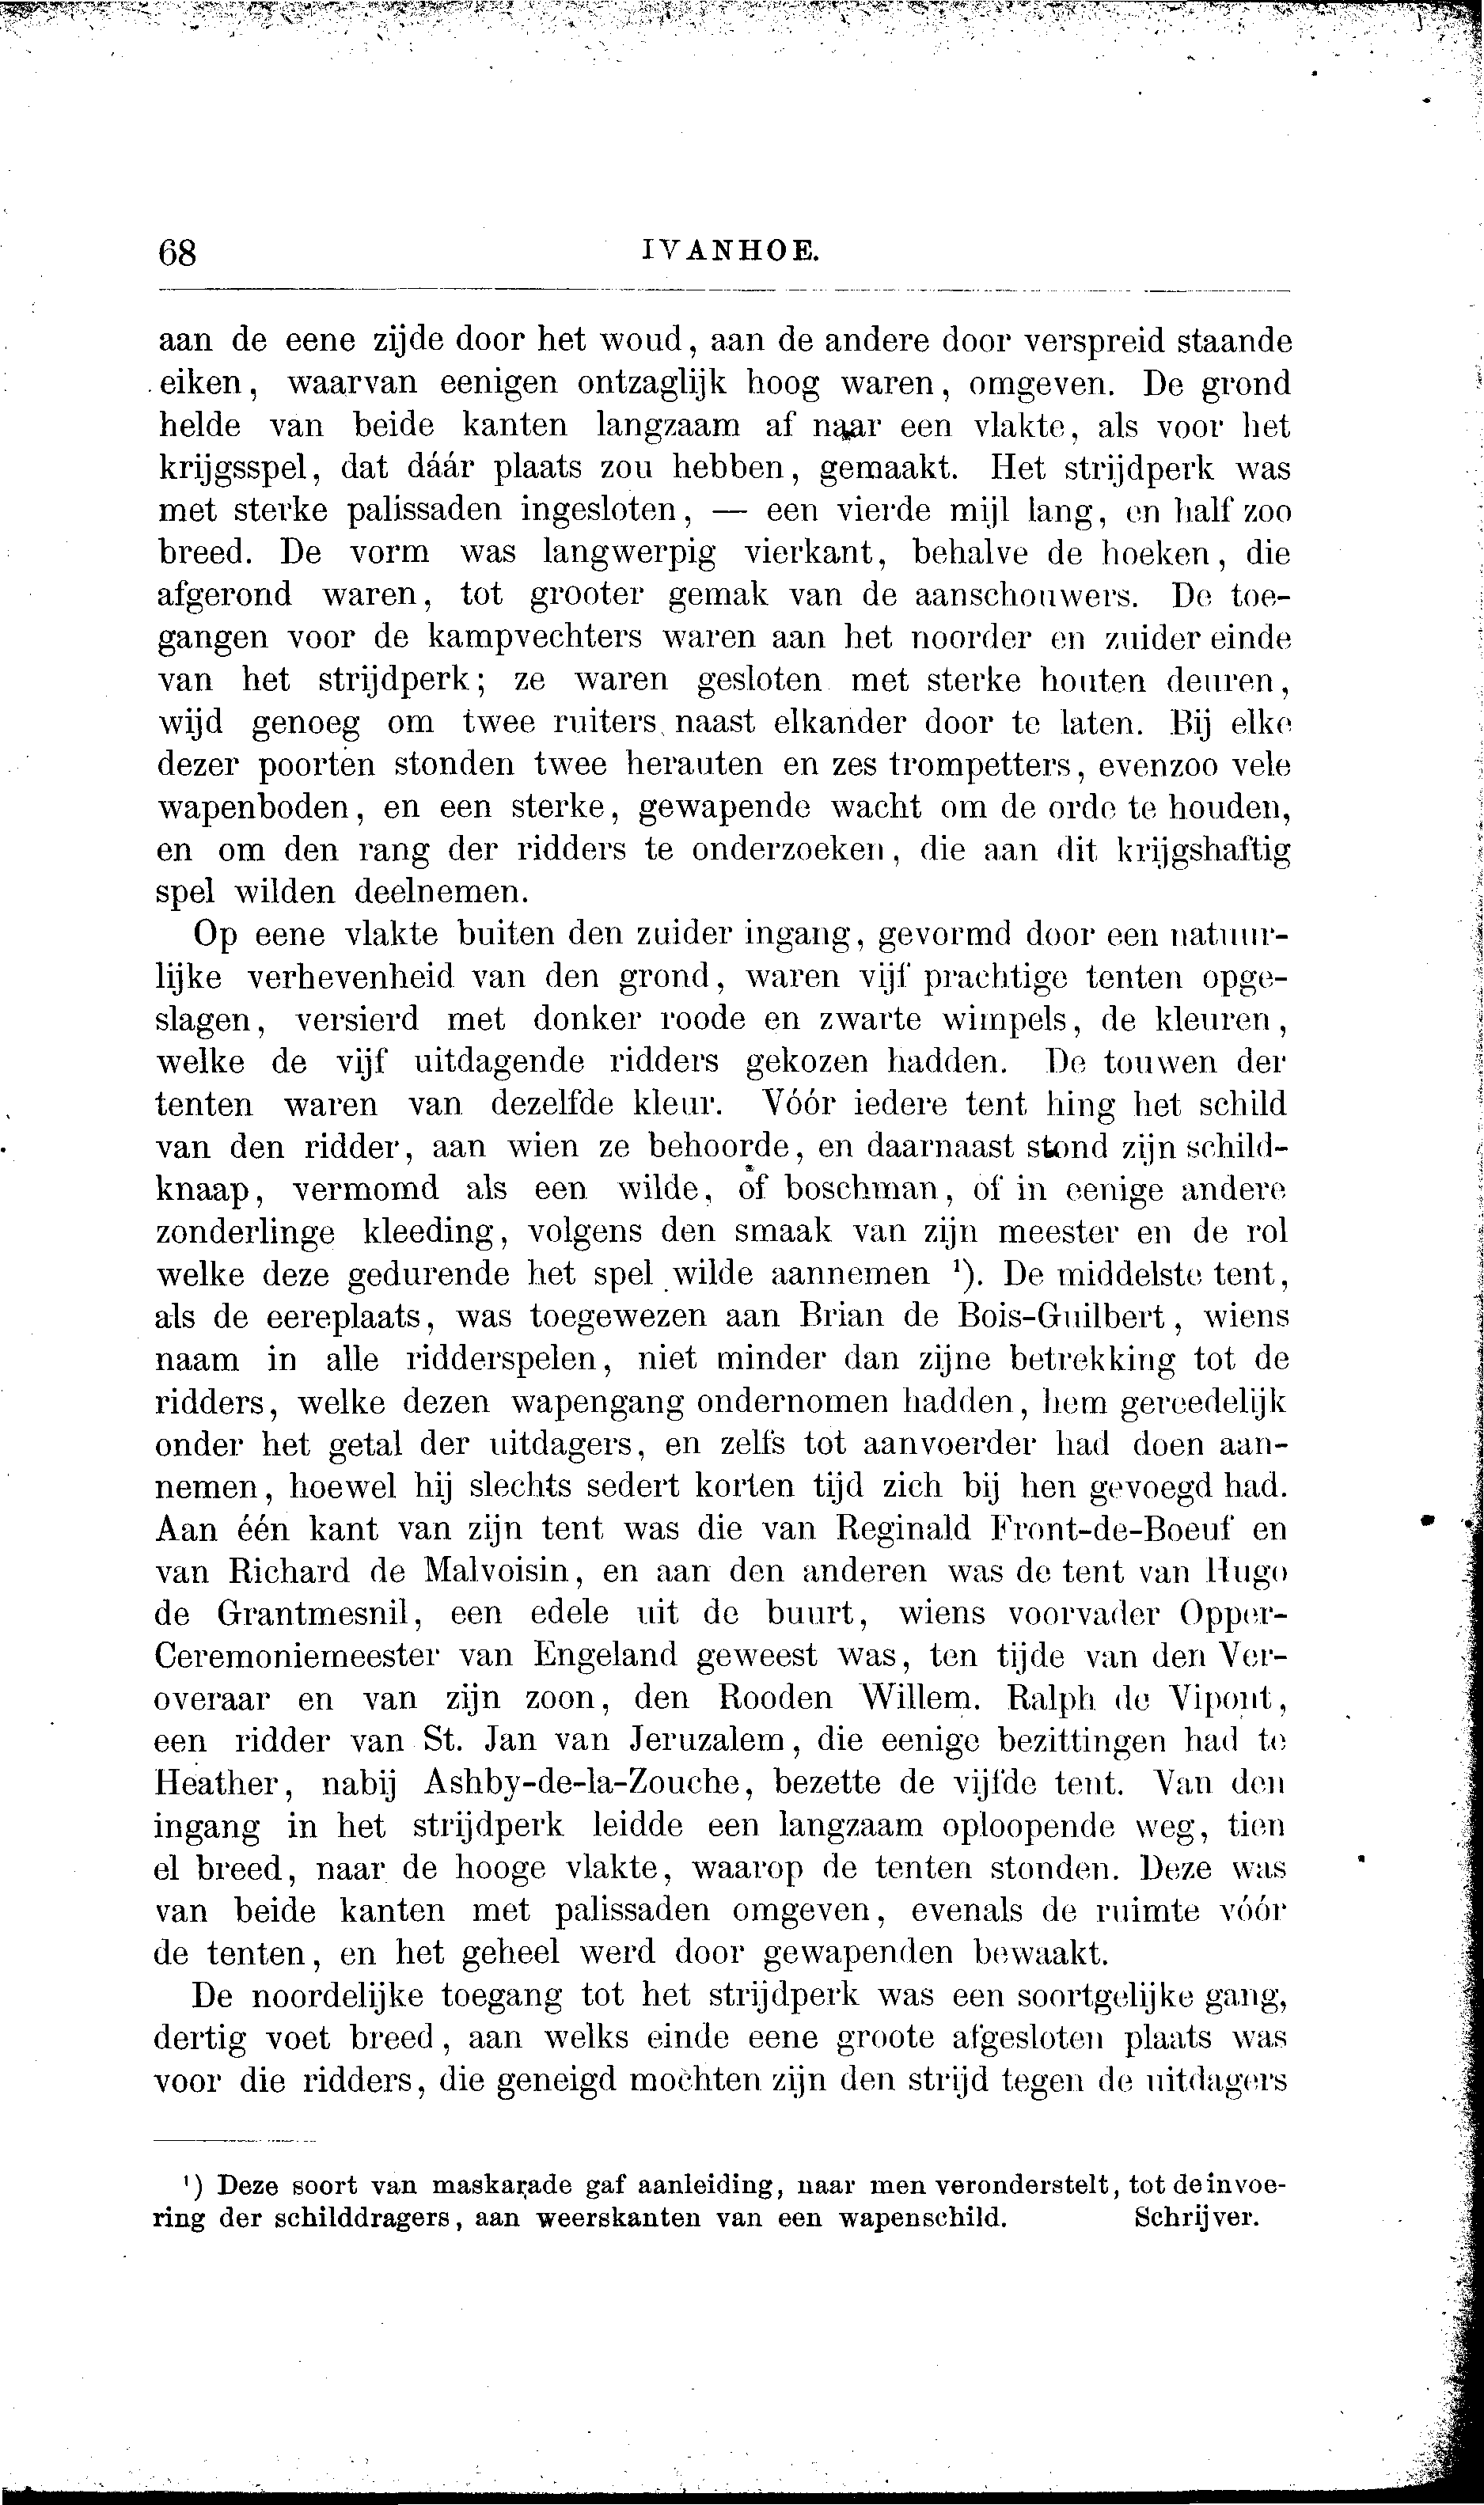 68 IVANHOE.
aan de eene zijde door het woud, aan de andere door verspreid staande
eiken, waarvan eenigen ontzaglijk hoog waren, omgeven. De grond
helde van beide kanten langzaam af naar een vlakte, als voor het
krijgsspel, dat dáár plaats zou hebben, gemaakt. Het strijdperk was
met sterke palissaden ingesloten, — een vierde mijl lang, en half zoo
breed. De vorm was langwerpig vierkant, behalve de hoeken, die
afgerond waren, tot grooter gemak van de aanschouwers. De toe-
gangen voor de kampvechters waren aan het noorder en zuider einde
van het strijdperk; ze waren gesloten met sterke houten deuren,
wijd genoeg om twee ruiters naast elkander door te laten. Bij elke
dezer poorten stonden twee herauten en zes trompetters, evenzoo vele
wapenboden, en een sterke, gewapende wacht om de orde te houden,
en om den rang der ridders te onderzoeken, die aan dit krijgshaftig
spel wilden deelnemen.
Op eene vlakte buiten den zuider ingang, gevormd door een natuur-
lijke verhevenheid van den grond, waren vijf prachtige tenten opge-
slagen, versierd met donker roode en zwarte wimpels, de kleuren,
welke de vijf uitdagende ridders gekozen hadden. De touwen der
tenten waren van dezelfde kleur. Vóór iedere tent hing het schild
van den ridder, aan wien ze behoorde, en daarnaast stond zijn schild-
knaap, vermomd als een wilde, of boschman, of in eenige andere
zonderlinge kleeding, volgens den smaak van zijn meester en de rol
welke deze gedurende het spel wilde aannemen ¹). De middelste tent,
als de eereplaats, was toegewezen aan Brian de Bois-Guilbert, wiens
naam in alle ridderspelen, niet minder dan zijne betrekking tot de
ridders, welke dezen wapengang ondernomen hadden, hem gereedelijk
onder het getal der uitdagers, en zelfs tot aanvoerder had doen aan-
nemen, hoewel hij slechts sedert korten tijd zich bij hen gevoegd had.
Aan één kant van zijn tent was die van Reginald Front-de-Boeuf en
van Richard de Malvoisin, en aan den anderen was de tent van Hugo
de Grantmesnil, een edele uit de buurt, wiens voorvader Opper-
Ceremoniemeester van Engeland geweest was, ten tijde van den Ver-
overaar en van zijn zoon, den Rooden Willem. Ralph de Vipont,
een ridder van St. Jan van Jeruzalem, die eenige bezittingen had te
Heather, nabij Ashby-de-la-Zouche, bezette de vijfde tent. Van den
ingang in het strijdperk leidde een langzaam oploopende weg, tien
el breed, naar de hooge vlakte, waarop de tenten stonden. Deze was
van beide kanten met palissaden omgeven, evenals de ruimte vóór
de tenten, en het geheel werd door gewapenden bewaakt.
De noordelijke toegang tot het strijdperk was een soortgelijke gang,
dertig voet breed, aan welks einde eene groote afgesloten plaats was
voor die ridders, die geneigd mochten zijn den strijd tegen de uitdagers
¹) Deze soort van maskarade gaf aanleiding, naar men veronderstelt, tot de invoe-
ring der schilddragers, aan weerskanten van een wapenschild. Schrijver.